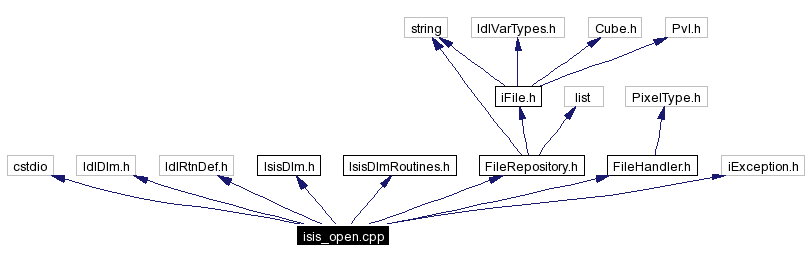 string IdlVarTypes.h Cube.h Pvl.h
iFile.h list PixelType.h
cstdio IdlDlm.h IdlRtnDef.h IsisDlm.h IsisDlmRoutines.h FileRepository.h FileHandler.h iException.h
isis_open.cpp